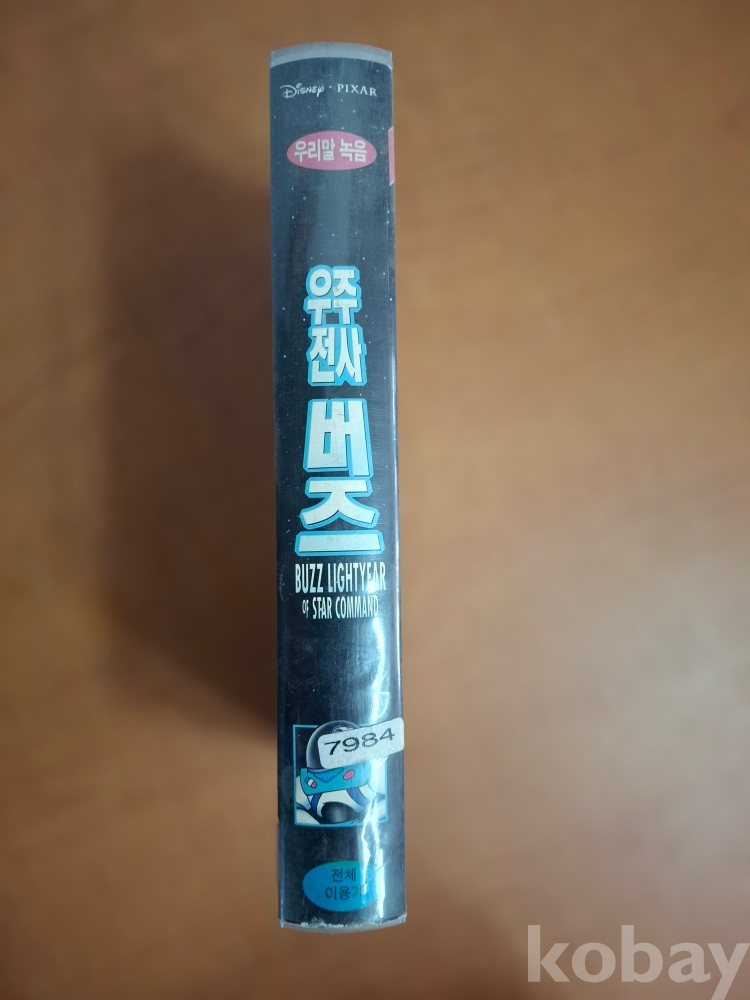 DISNEY · PIXAR
우리말 녹음
우주
전사
버
즈
BUZZ LIGHTYEAR
OF STAR COMMAND
7984
전체
kobay